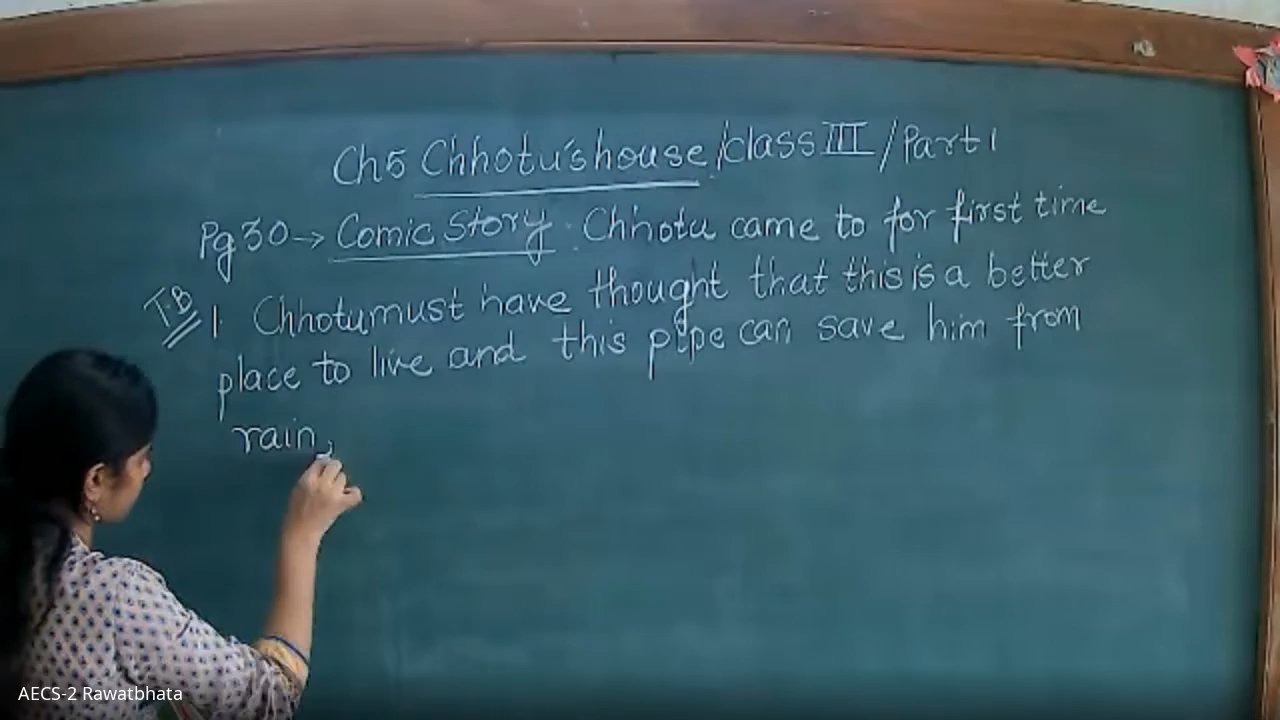 Ch5 Chhotu's house/class III / Part 1
Pg 30 → Comic Story : Chhotu came to for first time
TB
1. Chhotu must have thought that this is a better
place to live and this pipe can save him from
rain,
AECS-2 Rawatbhata